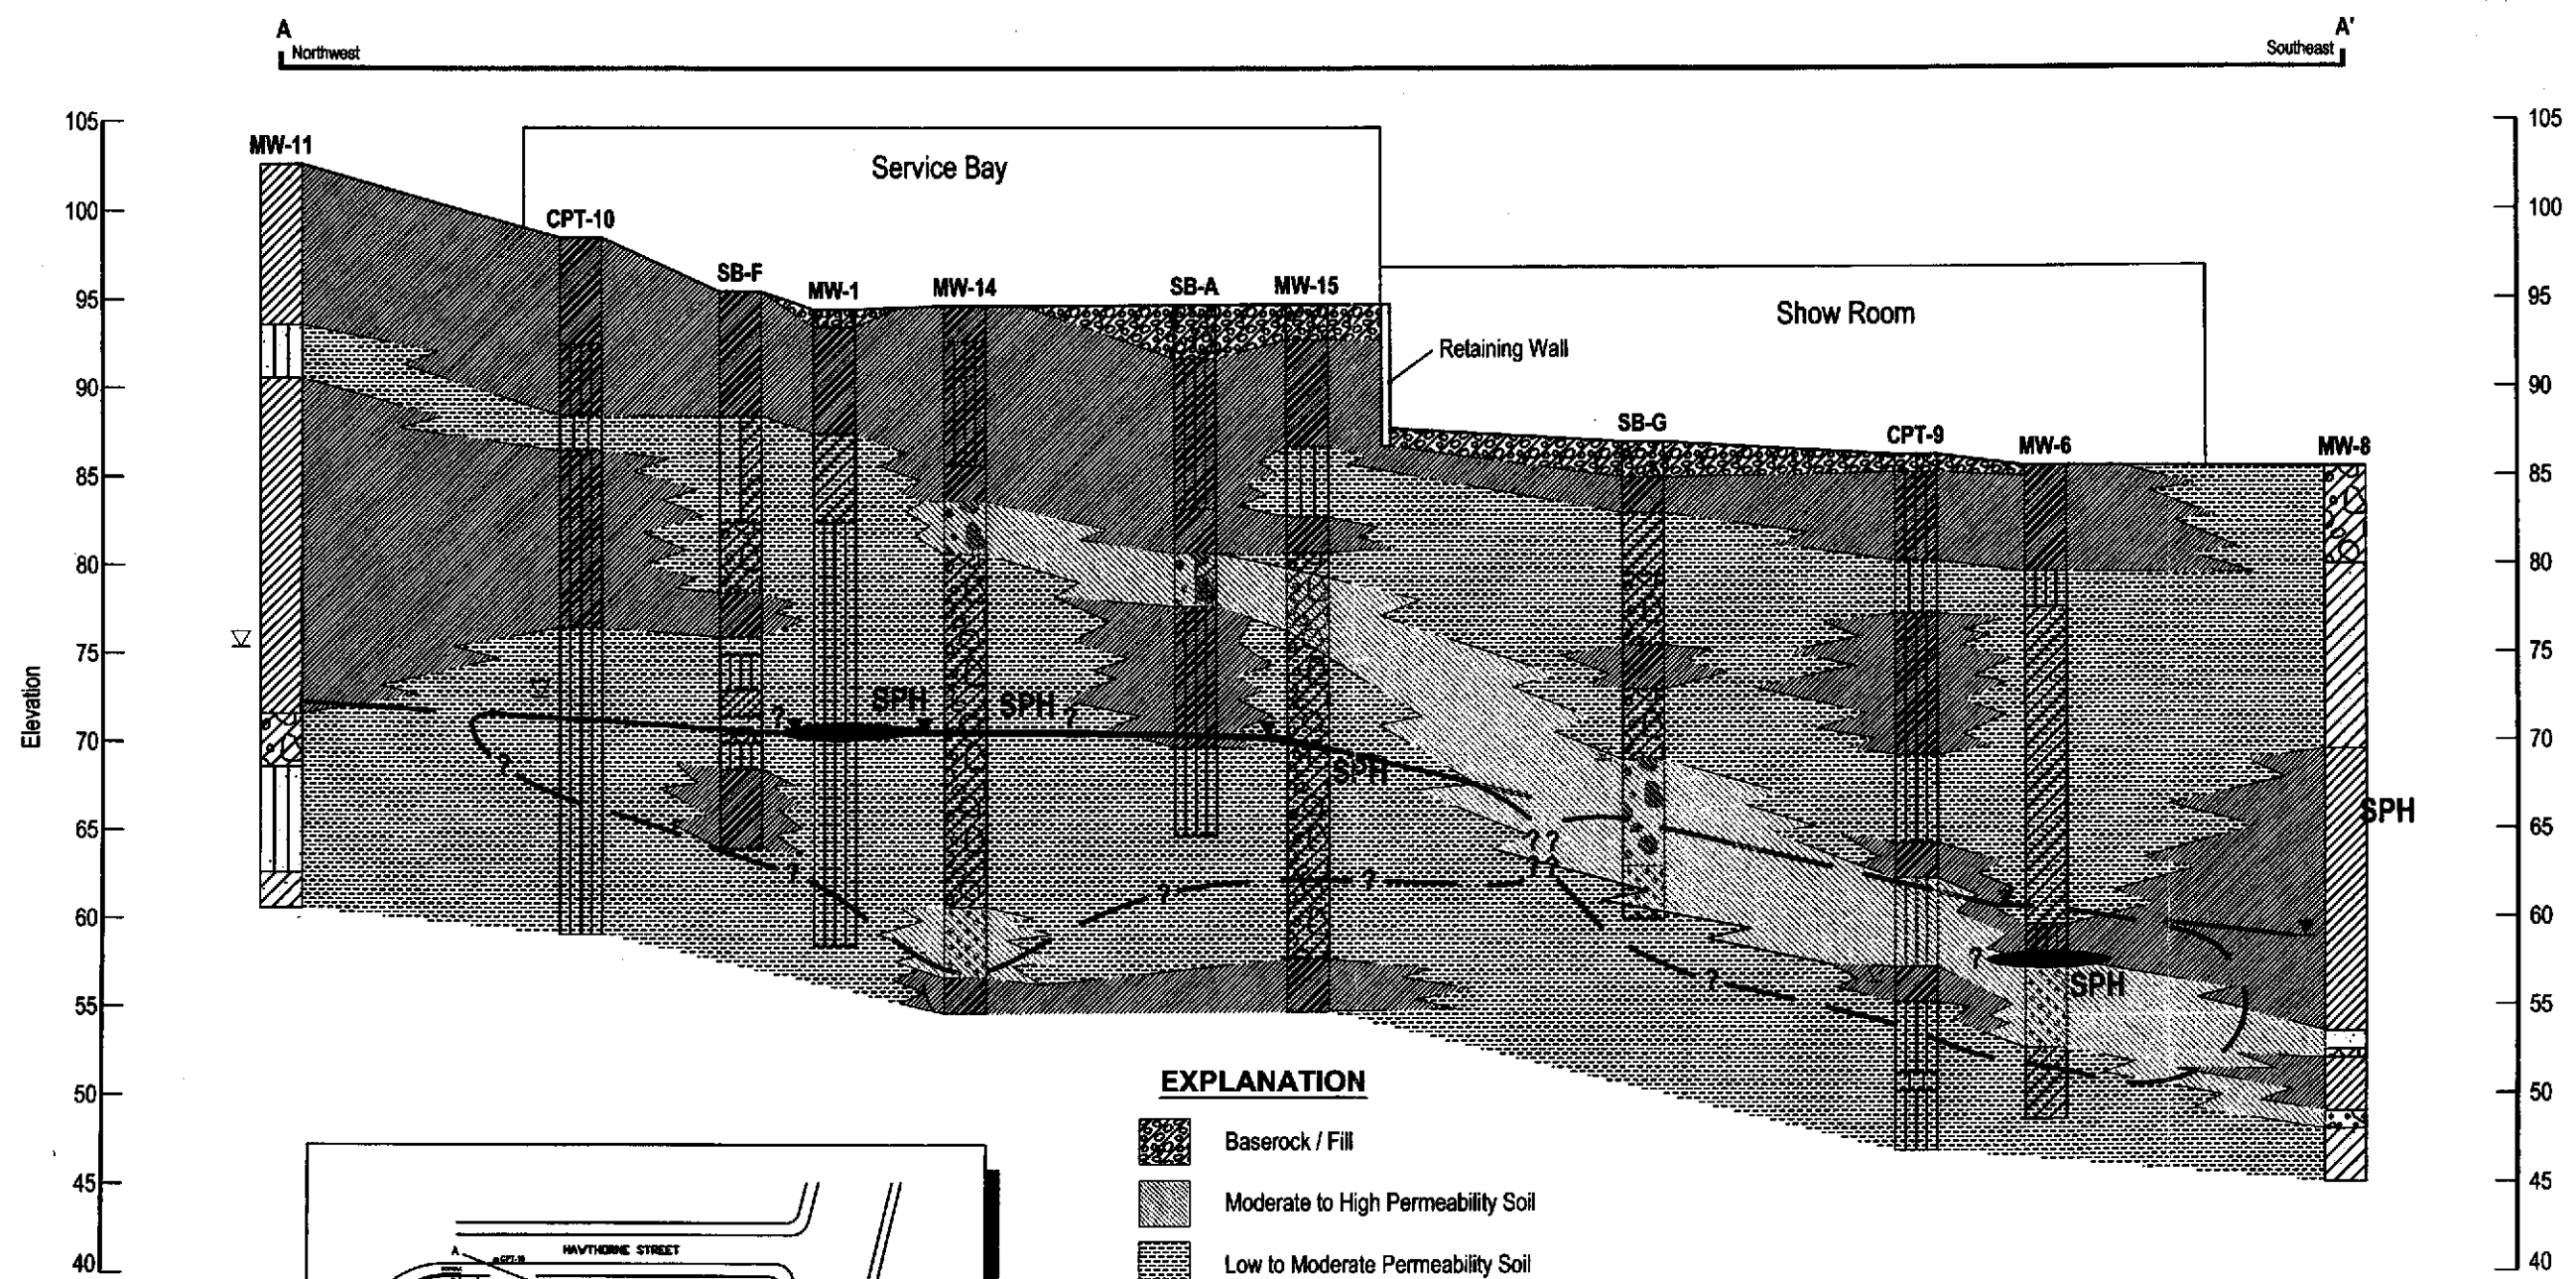 A
A'
Northwest
Southeast
105
105
MW-11
Service Bay
100
CPT-10
100
SB-F
MW-1
MW-14
SB-A
MW-15
95
95
Show Room
Retaining Wall
90
90
SB-G
CPT-9
MW-6
MW-8
85
85
80
80
75
75
Elevation
SPH
SPH ?
?
70
70
SPH
?
SPH
65
65
? ?
? ?
?
?
?
?
60
60
?
?
SPH
55
55
EXPLANATION
50
50
Baserock / Fill
45
45
Moderate to High Permeability Soil
HAWTHORNE STREET
A
CPT-10
40
40
Low to Moderate Permeability Soil